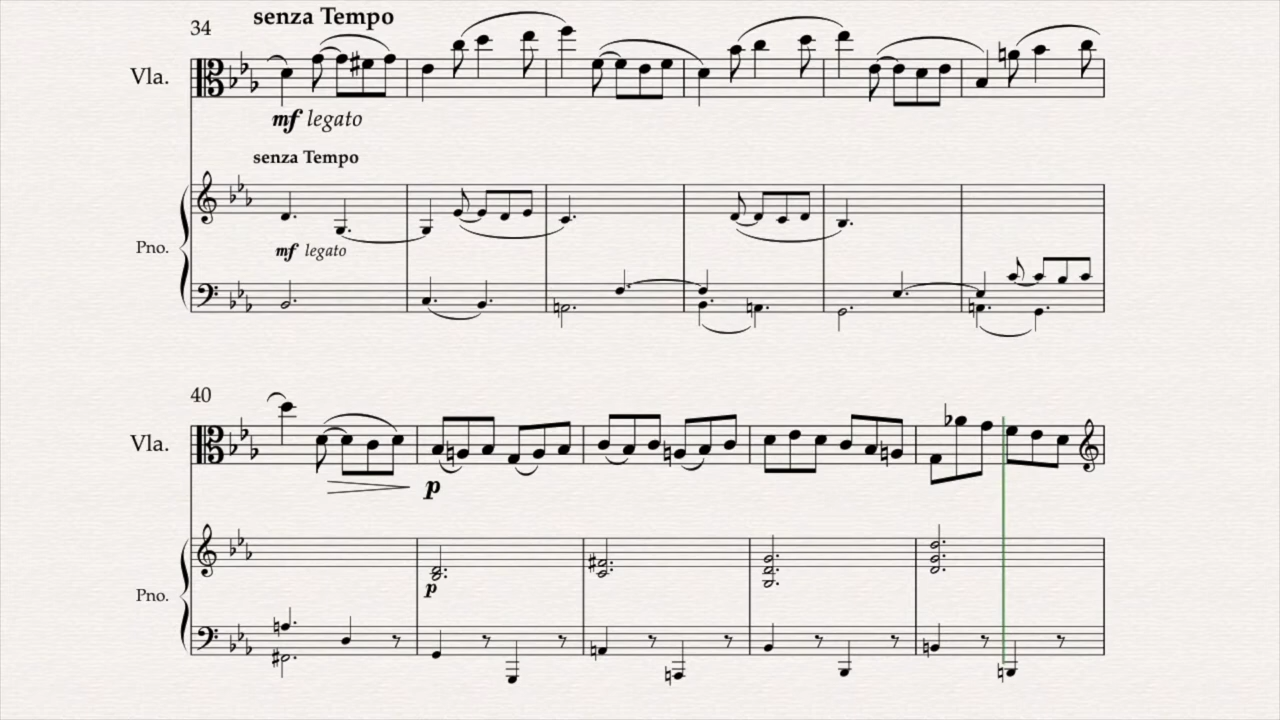 senza Tempo
34
Vla.
mf legato
senza Tempo
Pno.
mf legato
40
Vla.
p
Pno.
p